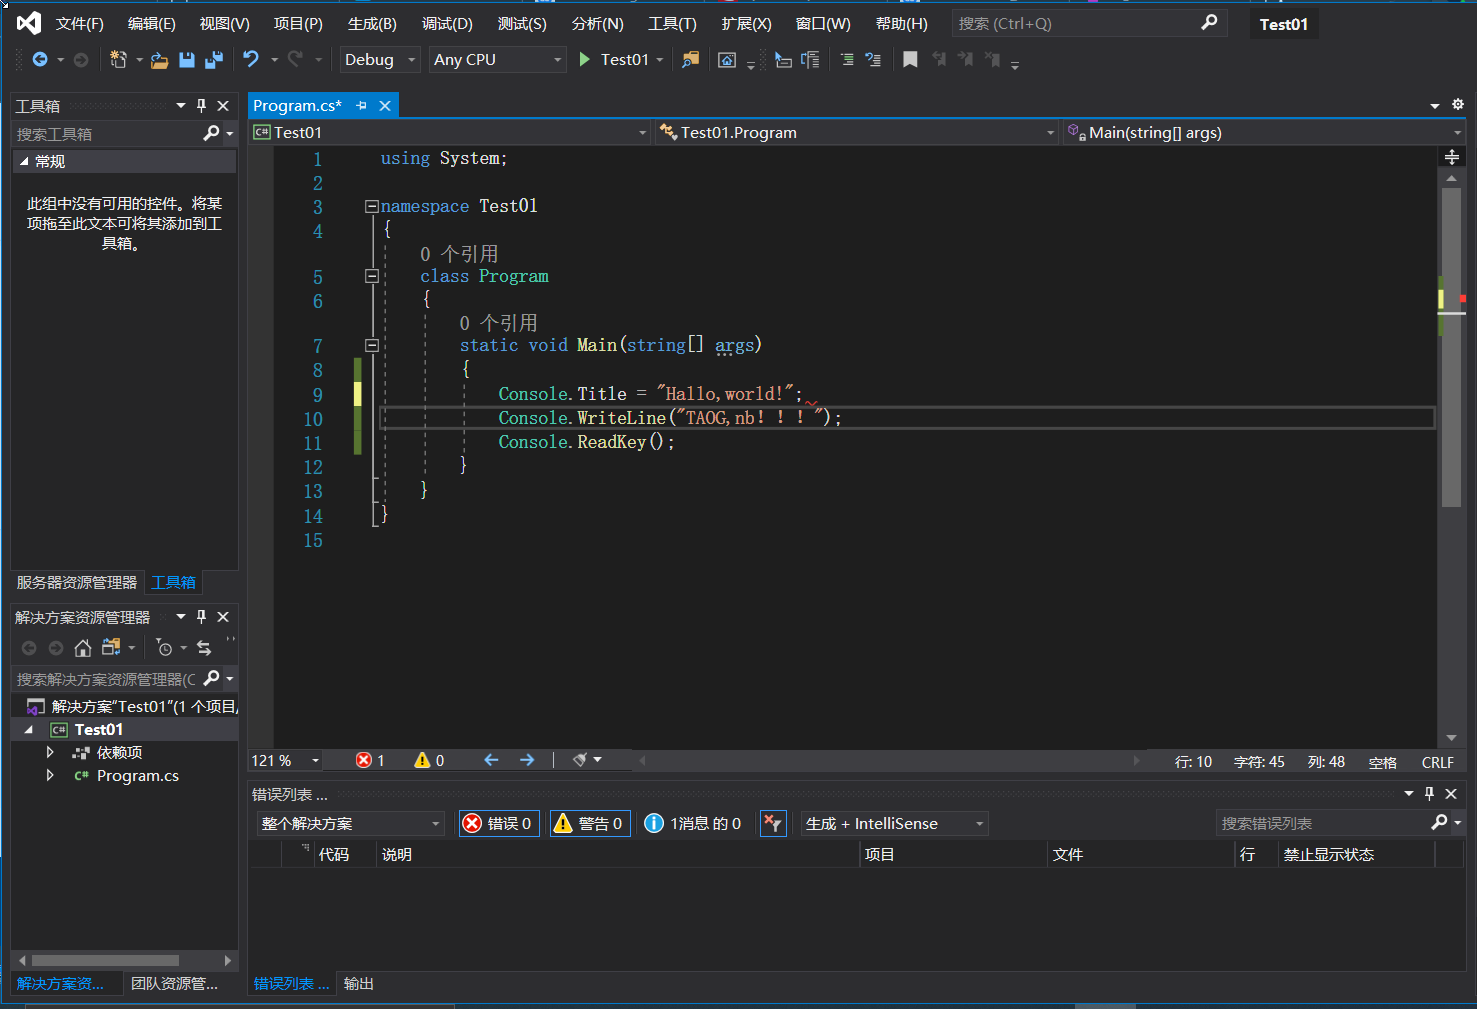 文件(F) 编辑(E) 视图(V) 项目(P) 生成(B) 调试(D) 测试(S) 分析(N) 工具(T) 扩展(X) 窗口(W) 帮助(H) 搜索 (Ctrl+Q) Test01
Debug Any CPU Test01
工具箱
搜索工具箱
常规
此组中没有可用的控件。将某
项拖至此文本可将其添加到工
具箱。
服务器资源管理器 工具箱
解决方案资源管理器
搜索解决方案资源管理器(C
解决方案"Test01"(1 个项目,
C# Test01
依赖项
C# Program.cs
解决方案资... 团队资源管...
Program.cs*
C# Test01 Test01.Program Main(string[] args)
1 using System;
2
3 namespace Test01
4 {
0 个引用
5 class Program
6 {
0 个引用
7 static void Main(string[] args)
8 {
9 Console.Title = "Hallo,world!";
10 Console.WriteLine("TAOG,nb！！！");
11 Console.ReadKey();
12 }
13 }
14 }
15
121 % 1 0 行: 10 字符: 45 列: 48 空格 CRLF
错误列表 ...
整个解决方案 错误 0 警告 0 1消息 的 0 生成 + IntelliSense 搜索错误列表
代码 说明 项目 文件 行 禁止显示状态
错误列表 ... 输出